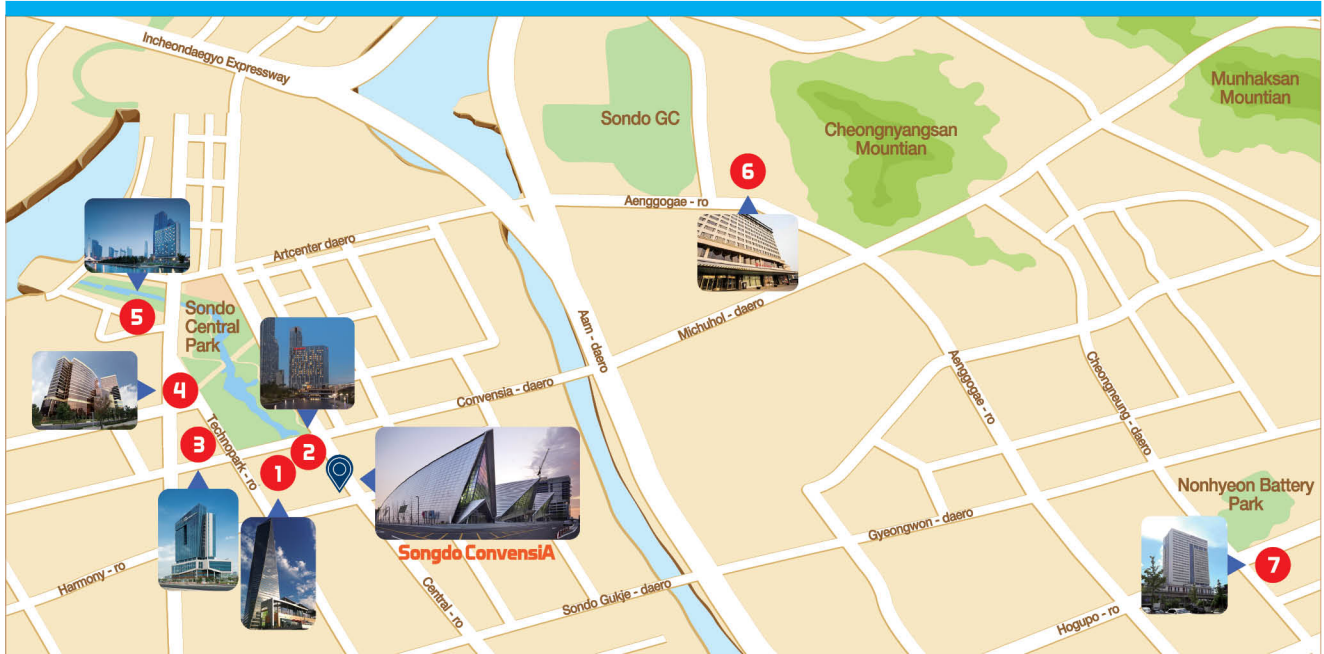 Incheondaegyo Expressway
Munhaksan
Mountian
Sondo GC
Cheongnyangsan
Mountian
6
Aenggogae - ro
Artcenter daero
5
Sondo
Central
Park
Aam - daero
Michuhol - daero
4
Convensia - daero
Aenggogae - ro
Cheongneung - daero
3
Technopark - ro
2
1
Nonhyeon Battery
Park
Gyeongwon - daero
Songdo ConvensiA
7
Harmony - ro
Central - ro
Sondo Gukje - daero
Hogupo - ro